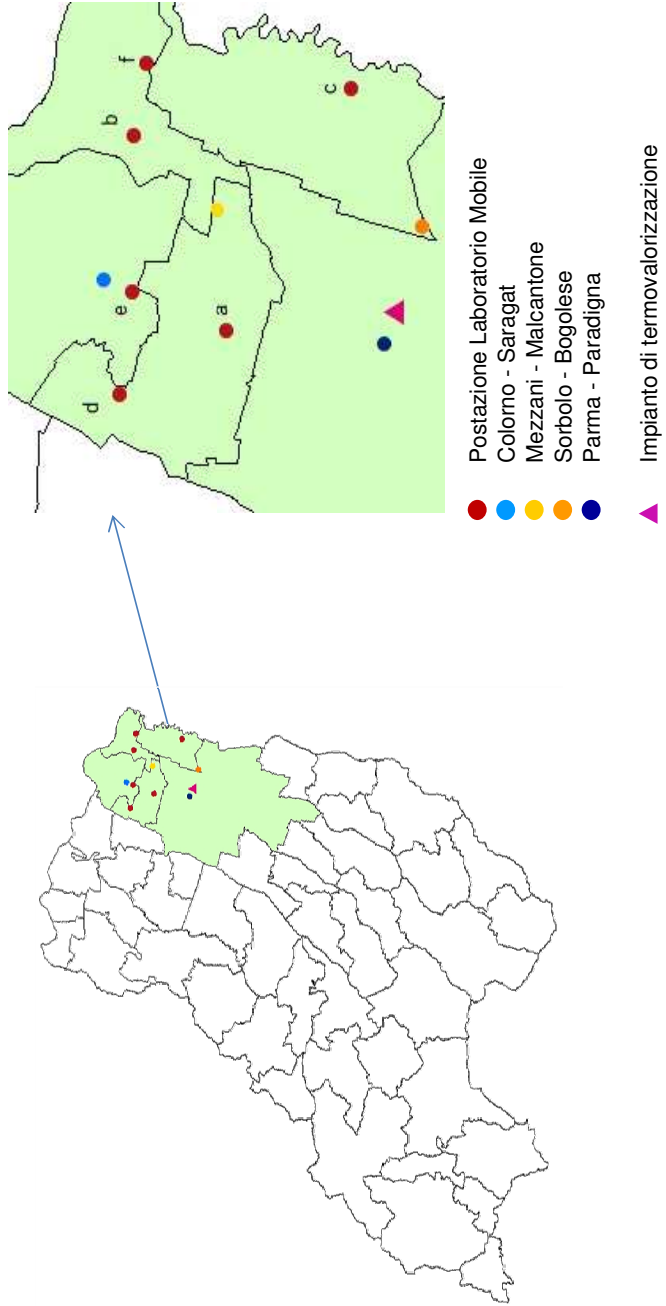 f
b
c
e
a
d
Postazione Laboratorio Mobile
Colorno - Saragat
Mezzani - Malcantone
Sorbolo - Bogolese
Parma - Paradigna
Impianto di termovalorizzazione